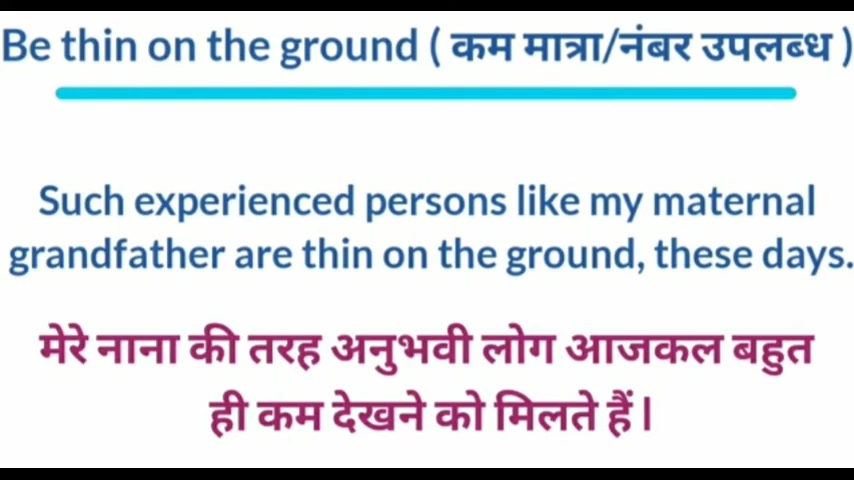 Be thin on the ground ( कम मात्रा/नंबर उपलब्ध )
Such experienced persons like my maternal
grandfather are thin on the ground, these days.
मेरे नाना की तरह अनुभवी लोग आजकल बहुत
ही कम देखने को मिलते हैं।